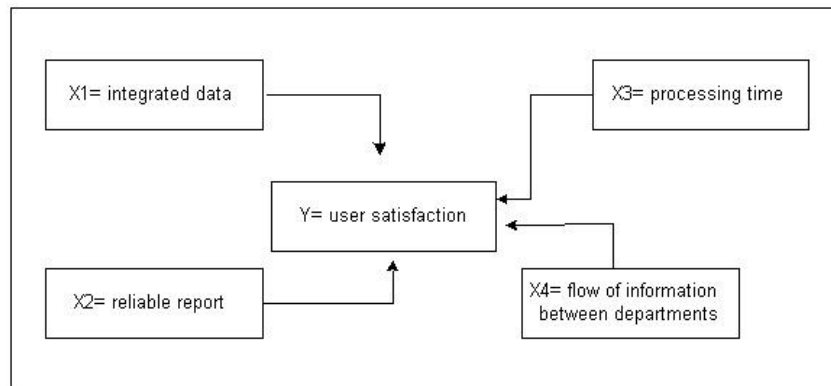 X1= integrated data
X3= processing time
Y= user satisfaction
X2= reliable report
X4= flow of information
between departments